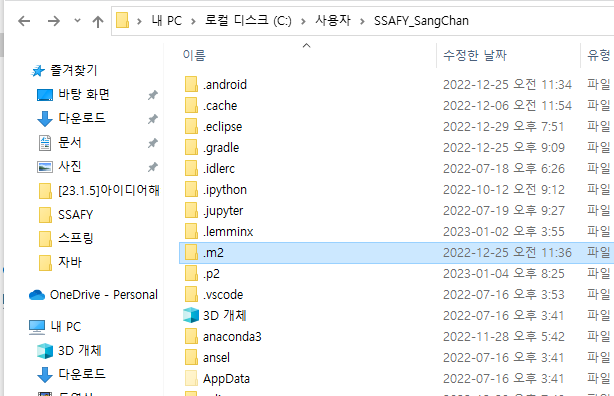 내 PC > 로컬 디스크 (C:) > 사용자 > SSAFY_SangChan
이름 수정한 날짜 유형
즐겨찾기
바탕 화면
다운로드
문서
사진
[23.1.5]아이디어해
SSAFY
스프링
자바
OneDrive - Personal
내 PC
3D 개체
다운로드
.android 2022-12-25 오전 11:34 파일
.cache 2022-12-06 오전 11:54 파일
.eclipse 2022-12-29 오후 7:51 파일
.gradle 2022-12-25 오후 9:09 파일
.idlerc 2022-07-18 오후 6:26 파일
.ipython 2022-10-12 오후 9:12 파일
.jupyter 2022-07-19 오후 9:27 파일
.lemminx 2023-01-02 오후 3:55 파일
.m2 2022-12-25 오전 11:36 파일
.p2 2023-01-04 오후 8:25 파일
.vscode 2022-07-16 오후 3:53 파일
3D 개체 2022-07-16 오후 3:41 파일
anaconda3 2022-11-28 오후 5:42 파일
ansel 2022-07-16 오후 3:41 파일
AppData 2022-07-16 오후 3:41 파일